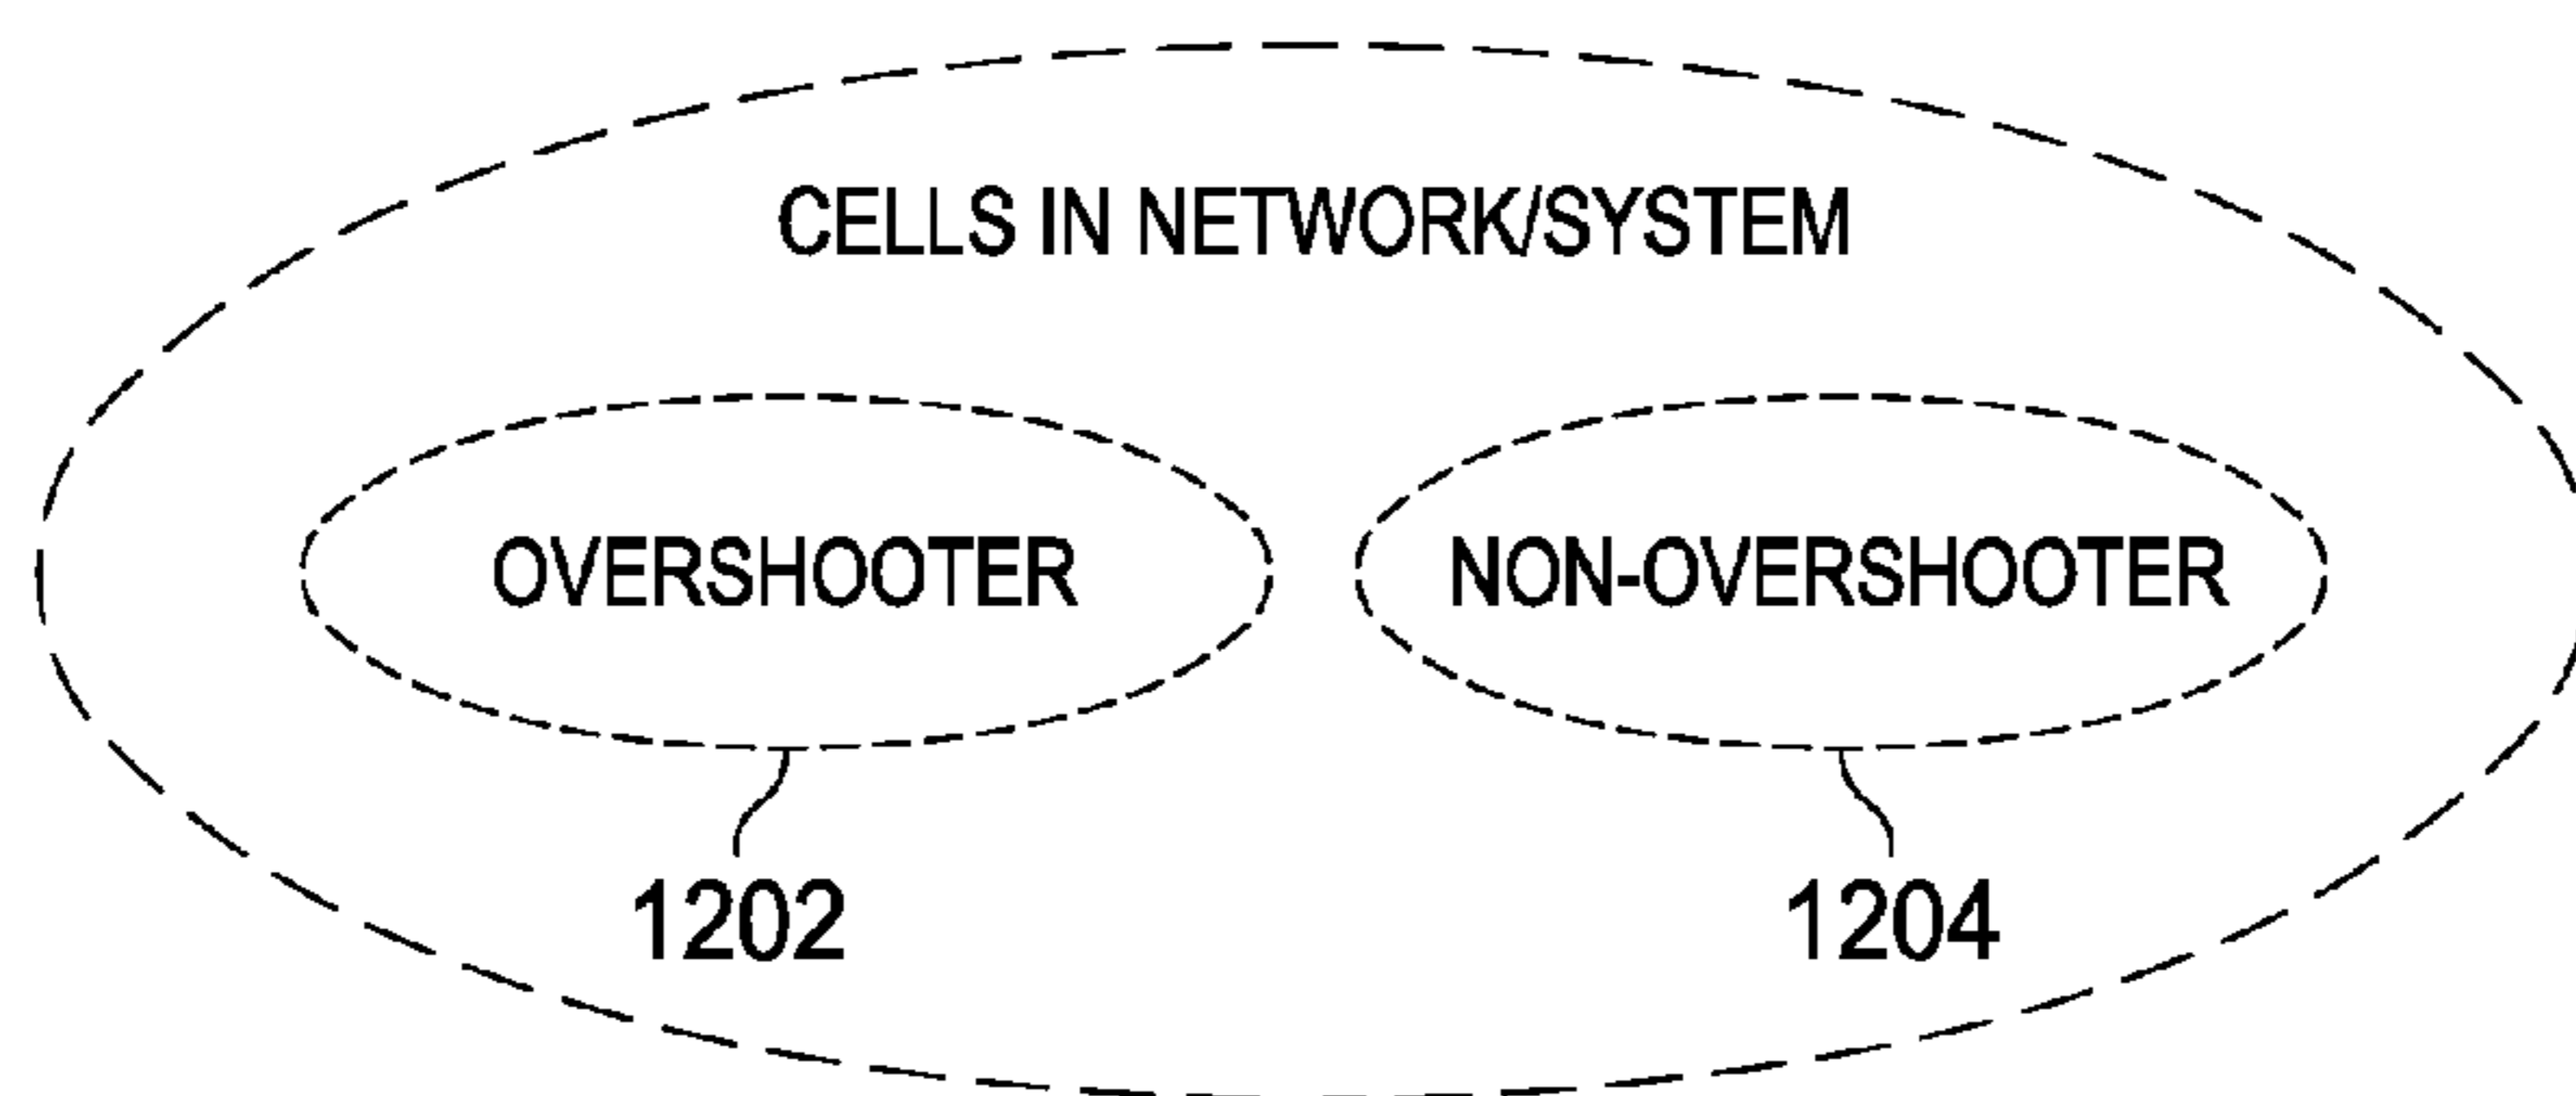 CELLS IN NETWORK/SYSTEM
OVERSHOOTER
NON-OVERSHOOTER
1202
1204